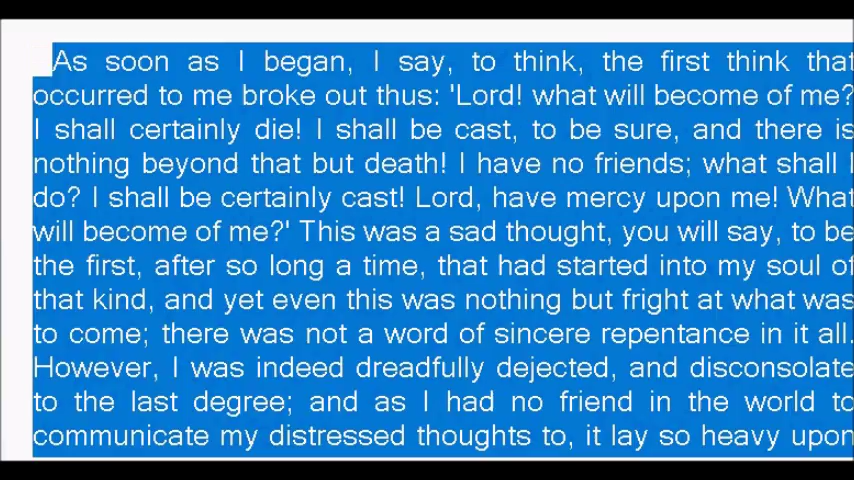 As soon as I began, I say, to think, the first think that
occurred to me broke out thus: 'Lord! what will become of me?
I shall certainly die! I shall be cast, to be sure, and there is
nothing beyond that but death! I have no friends; what shall I
do? I shall be certainly cast! Lord, have mercy upon me! What
will become of me?' This was a sad thought, you will say, to be
the first, after so long a time, that had started into my soul of
that kind, and yet even this was nothing but fright at what was
to come; there was not a word of sincere repentance in it all.
However, I was indeed dreadfully dejected, and disconsolate
to the last degree; and as I had no friend in the world to
communicate my distressed thoughts to, it lay so heavy upon